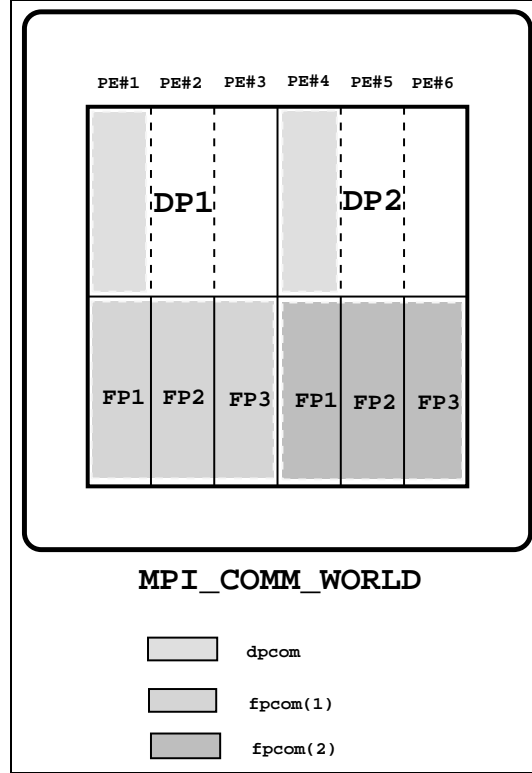 PE#1 PE#2 PE#3 PE#4 PE#5 PE#6
DP1 DP2
FP1 FP2 FP3 FP1 FP2 FP3
MPI_COMM_WORLD
dpcom
fpcom(1)
fpcom(2)